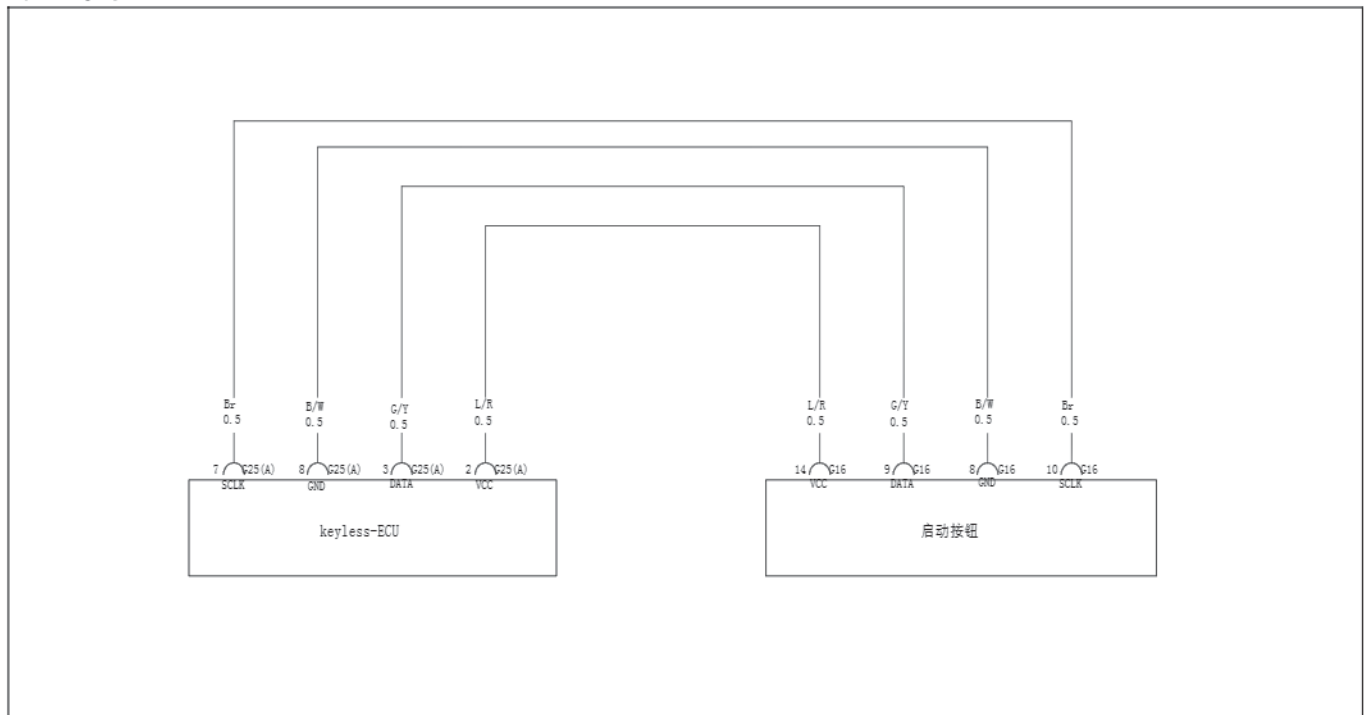 Br B/W G/Y L/R L/R G/Y B/W Br
0.5 0.5 0.5 0.5 0.5 0.5 0.5 0.5
7 G25(A) 8 G25(A) 3 G25(A) 2 G25(A) 14 G16 9 G16 8 G16 10 G16
SCLK GND DATA VCC VCC DATA GND SCLK
keyless-ECU 启动按钮